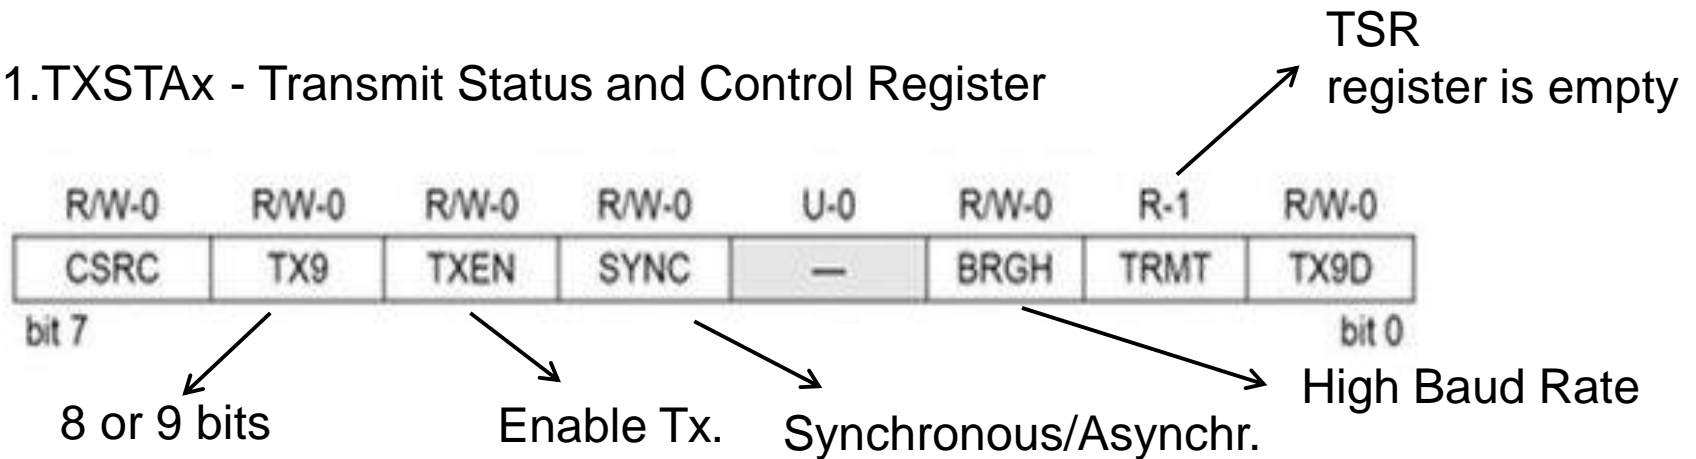 TSR
register is empty
1.TXSTAx - Transmit Status and Control Register
R/W-0 R/W-0 R/W-0 R/W-0 U-0 R/W-0 R-1 R/W-0
CSRC TX9 TXEN SYNC — BRGH TRMT TX9D
bit 7 bit 0
8 or 9 bits Enable Tx. Synchronous/Asynchr. High Baud Rate